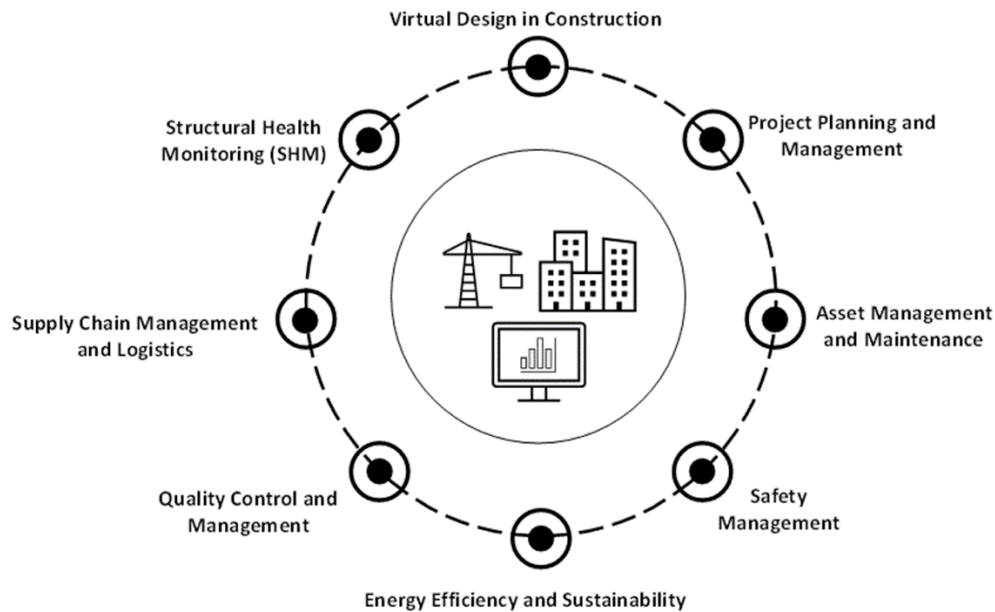 Virtual Design in Construction
Project Planning and
Management
Asset Management
and Maintenance
Safety
Management
Energy Efficiency and Sustainability
Quality Control and
Management
Supply Chain Management
and Logistics
Structural Health
Monitoring (SHM)